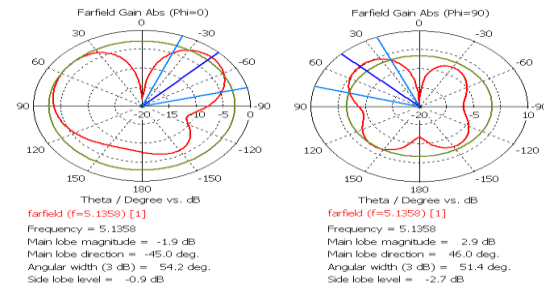 Farfield Gain Abs (Phi=0)
0
30
-30
60
-60
90
-90
20
15
10
-5
0
120
-120
150
-150
180
Theta / Degree vs. dB
farfield (f=5.1358) [1]
Frequency = 5.1358
Main lobe magnitude = -1.9 dB
Main lobe direction = -45.0 deg.
Angular width (3 dB) = 54.2 deg.
Side lobe level = -0.9 dB
Farfield Gain Abs (Phi=90)
0
30
-30
60
-60
90
-90
20
-5
10
120
-120
150
-150
180
Theta / Degree vs. dB
farfield (f=5.1358) [1]
Frequency = 5.1358
Main lobe magnitude = 2.9 dB
Main lobe direction = 46.0 deg.
Angular width (3 dB) = 51.4 deg.
Side lobe level = -2.7 dB